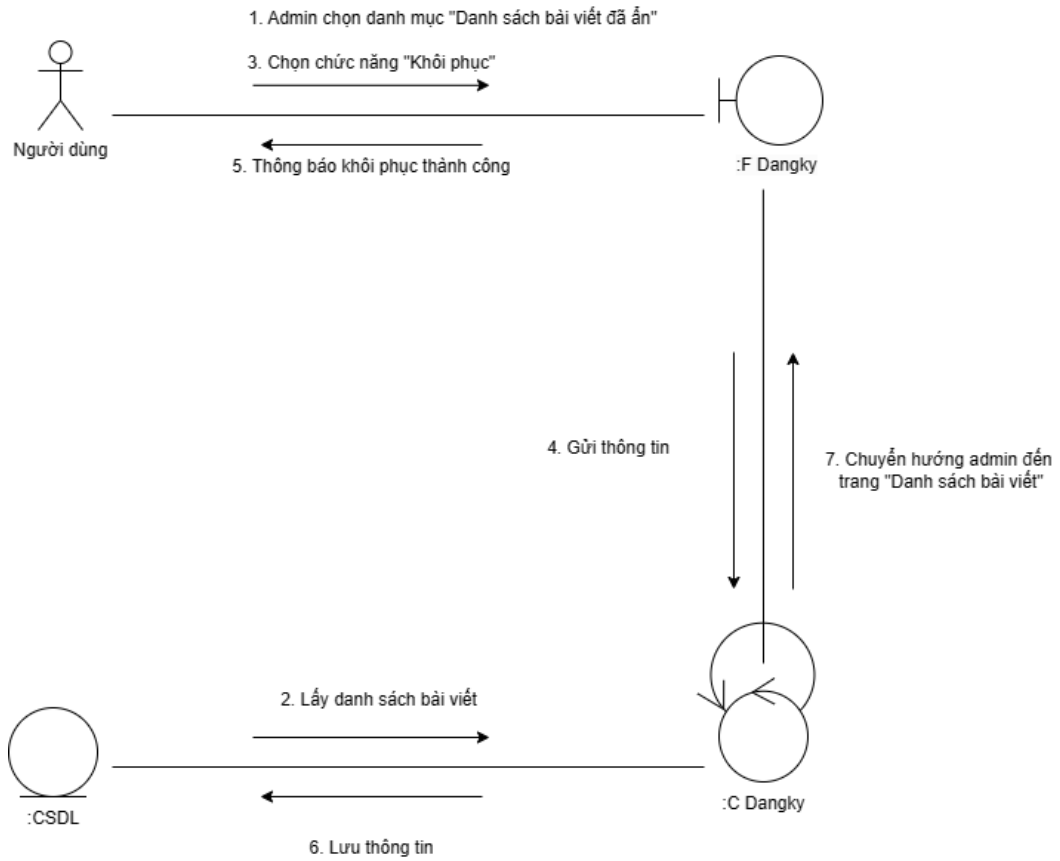 1. Admin chọn danh mục "Danh sách bài viết đã ẩn"
3. Chọn chức năng "Khôi phục"
Người dùng
5. Thông báo khôi phục thành công
:F Dangky
4. Gửi thông tin
7. Chuyển hướng admin đến
trang "Danh sách bài viết"
2. Lấy danh sách bài viết
:CSDL
:C Dangky
6. Lưu thông tin